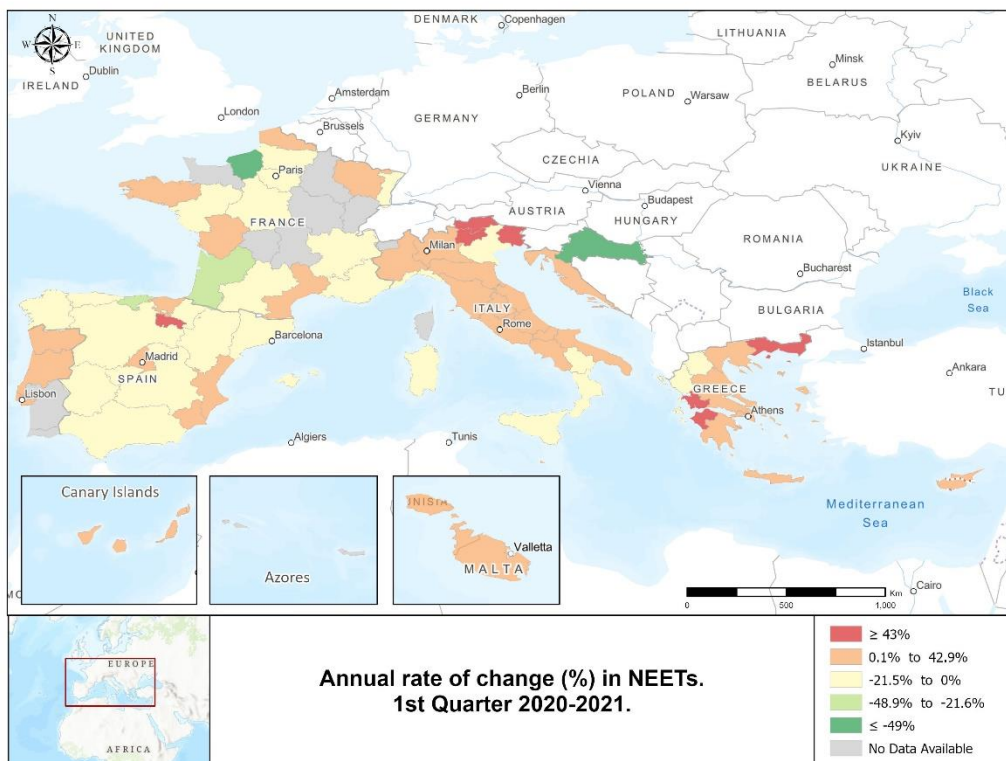 N
W E
S
UNITED
KINGDOM
IRELAND
Dublin
London
DENMARK
Copenhagen
Amsterdam
Brussels
Berlin
GERMANY
POLAND
Warsaw
LITHUANIA
Minsk
BELARUS
Kyiv
UKRAINE
CZECHIA
Vienna
AUSTRIA
Budapest
HUNGARY
ROMANIA
Bucharest
BULGARIA
Black
Sea
Istanbul
Ankara
TU
Paris
FRANCE
Milan
ITALY
Rome
Barcelona
Madrid
SPAIN
Lisbon
Algiers
Tunis
GREECE
Athens
Mediterranean
Sea
Cairo
MO
Canary Islands
Azores
INISIA
Valletta
MALTA
Km
0 500 1,000
EUROPE
AFRICA
Annual rate of change (%) in NEETs.
1st Quarter 2020-2021.
≥ 43%
0.1% to 42.9%
-21.5% to 0%
-48.9% to -21.6%
≤ -49%
No Data Available